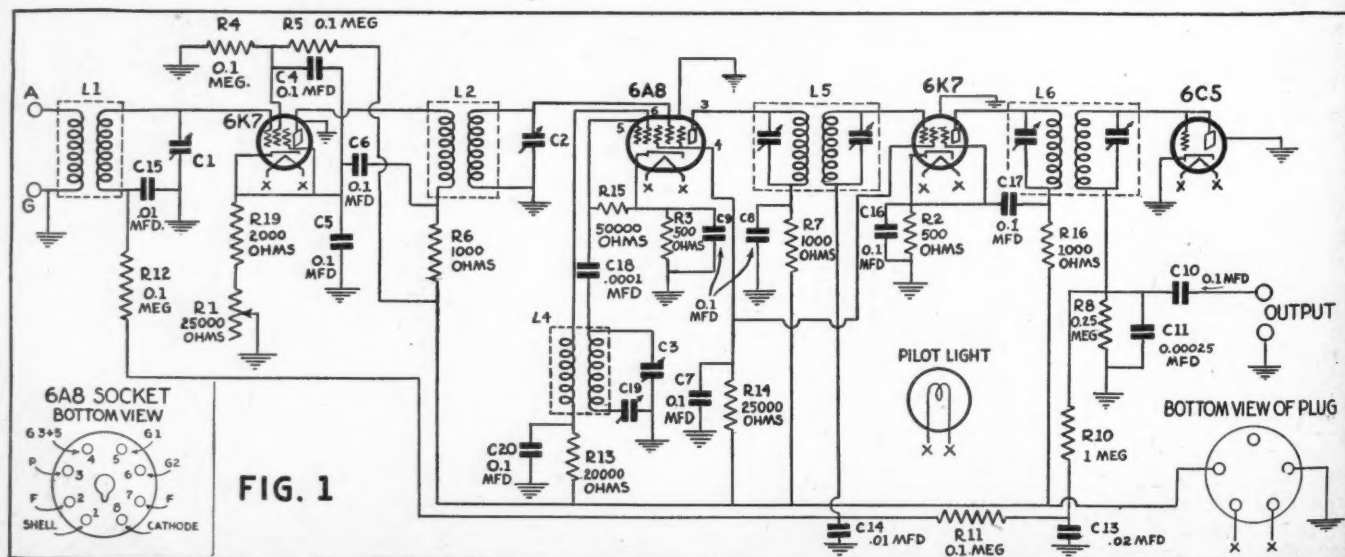 R4
0.1
MEG.
R5 0.1 MEG
C4
0.1 MFD
A
G
L1
C15
.01
MFD.
C1
6K7
X X
C6
0.1
MFD
R19
2000
OHMS
C5
0.1
MFD
R12
0.1
MEG
R1
25000
OHMS
L2
C2
R6
1000
OHMS
6A8
5
6
3
4
X X
R15
50000
OHMS
R3
500
OHMS
C9
C8
0.1
MFD
C18
.0001
MFD
L4
C3
C19
C20
0.1
MFD
R13
20000
OHMS
C7
0.1
MFD
R14
25000
OHMS
L5
R7
1000
OHMS
6K7
X X
C16
0.1
MFD
R2
500
OHMS
C17
0.1
MFD
L6
R16
1000
OHMS
6C5
X X
R8
0.25
MEG
C10
0.1 MFD
C11
0.00025
MFD
OUTPUT
R10
1 MEG
PILOT LIGHT
X X
C14
.01 MFD
R11
0.1 MEG
C13
.02 MFD
BOTTOM VIEW OF PLUG
X X
6A8 SOCKET
BOTTOM VIEW
G3+5
G1
4 5
P
3
6
G2
F
2
7
F
SHELL
1
8
CATHODE
FIG. 1